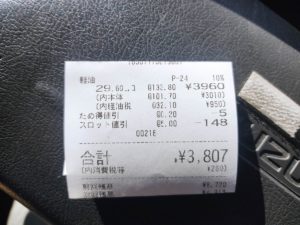 軽油 P-24 10%
29.60 @133.80 ¥3960
(内本体 @101.70 ¥3010)
(内軽油税 @32.10 ¥950)
ため得値引 @0.20 -5
スロット値引 @5.00 -148
00216
合計 ¥3,807
(内消費税等 ¥260)